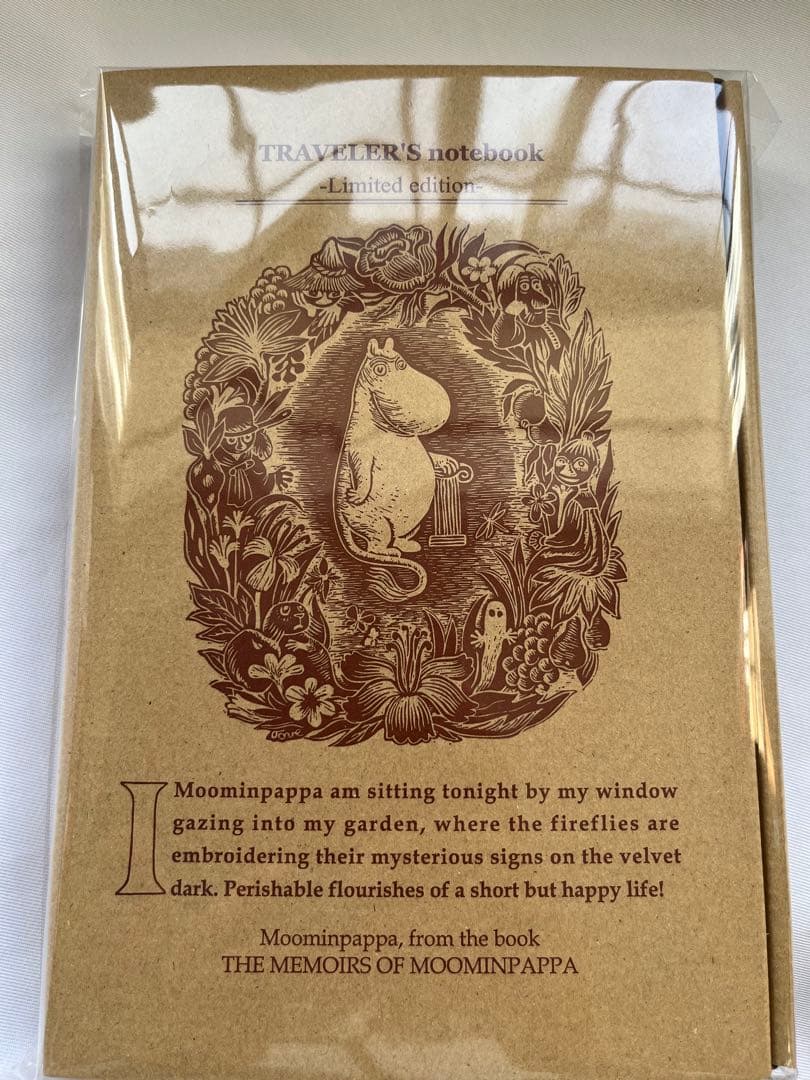 TRAVELER'S notebook
-Limited edition-
Tove
I Moominpappa am sitting tonight by my window
gazing into my garden, where the fireflies are
embroidering their mysterious signs on the velvet
dark. Perishable flourishes of a short but happy life!
Moominpappa, from the book
THE MEMOIRS OF MOOMINPAPPA